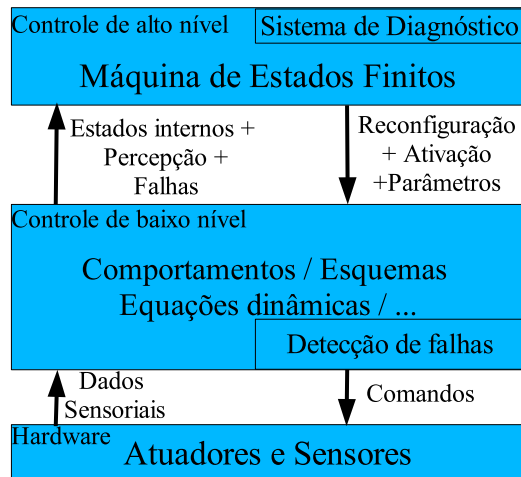 Controle de alto nível
Sistema de Diagnóstico
Máquina de Estados Finitos
Estados internos +
Percepção +
Falhas
Reconfiguração
+ Ativação
+Parâmetros
Controle de baixo nível
Comportamentos / Esquemas
Equações dinâmicas / ...
Detecção de falhas
Dados
Sensoriais
Comandos
Hardware
Atuadores e Sensores